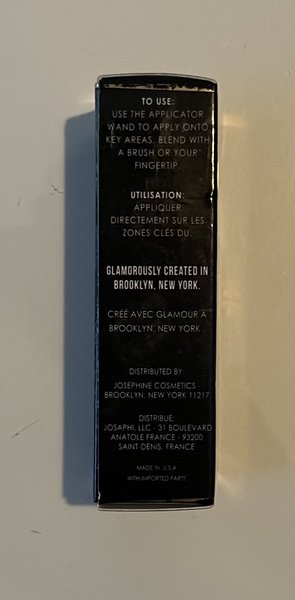 TO USE:
USE THE APPLICATOR
WAND TO APPLY ONTO
KEY AREAS, BLEND WITH
A BRUSH OR YOUR
FINGERTIP.
UTILISATION:
APPLIQUER
DIRECTEMENT SUR LES
ZONES CLÉS DU
GLAMOROUSLY CREATED IN
BROOKLYN, NEW YORK.
CRÉÉ AVEC GLAMOUR À
BROOKLYN, NEW YORK
DISTRIBUTED BY:
JOSÉPHINE COSMETICS -
BROOKLYN, NEW YORK 11217
DISTRIBUE:
JOSAPHI, LLC - 31 BOULEVARD
ANATOLE FRANCE - 93200
SAINT-DENIS, FRANCE
MADE IN U.S.A
WITH IMPORTED PARTS